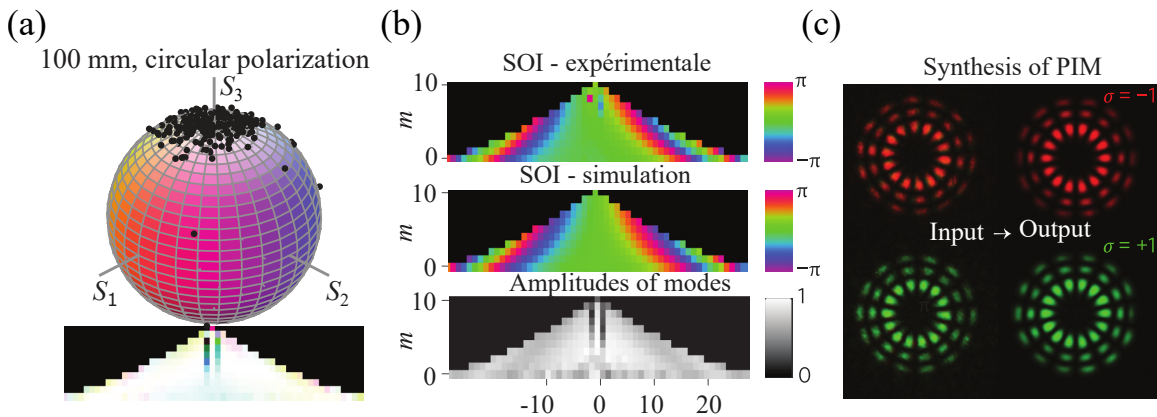 (a)
100 mm, circular polarization
S3
S1
S2
(b)
SOI - expérimentale
10
m
0
π
−π
SOI - simulation
10
m
0
π
−π
Amplitudes of modes
10
m
0
1
0
-10 0 10 20
(c)
Synthesis of PIM
σ = −1
Input → Output
σ = +1